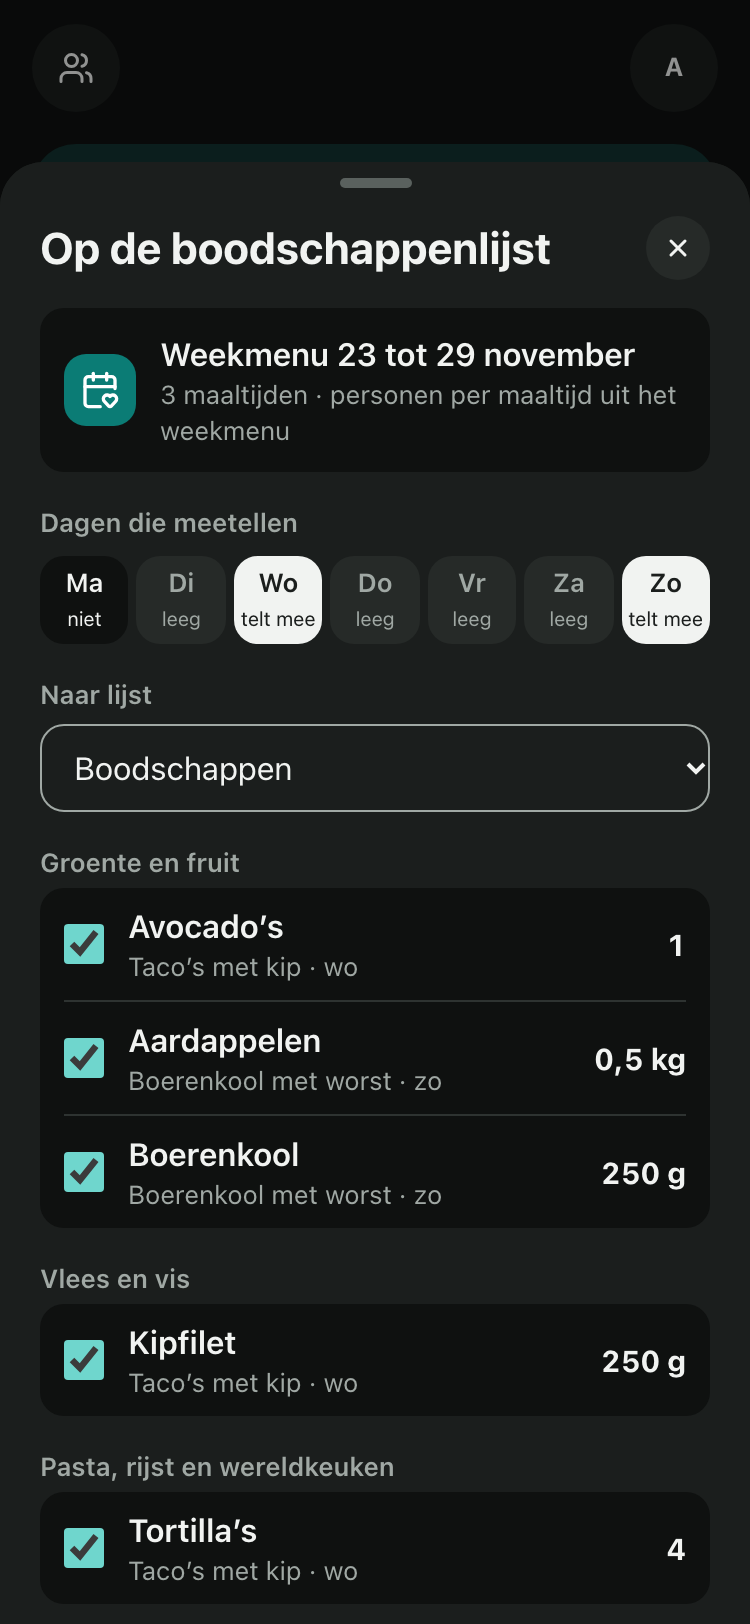 A
Op de boodschappenlijst
Weekmenu 23 tot 29 november
3 maaltijden · personen per maaltijd uit het
weekmenu
Dagen die meetellen
Ma Di Wo Do Vr Za Zo
niet leeg telt mee leeg leeg leeg telt mee
Naar lijst
Boodschappen
Groente en fruit
Avocado’s 1
Taco’s met kip · wo
Aardappelen 0,5 kg
Boerenkool met worst · zo
Boerenkool 250 g
Boerenkool met worst · zo
Vlees en vis
Kipfilet 250 g
Taco’s met kip · wo
Pasta, rijst en wereldkeuken
Tortilla’s 4
Taco’s met kip · wo